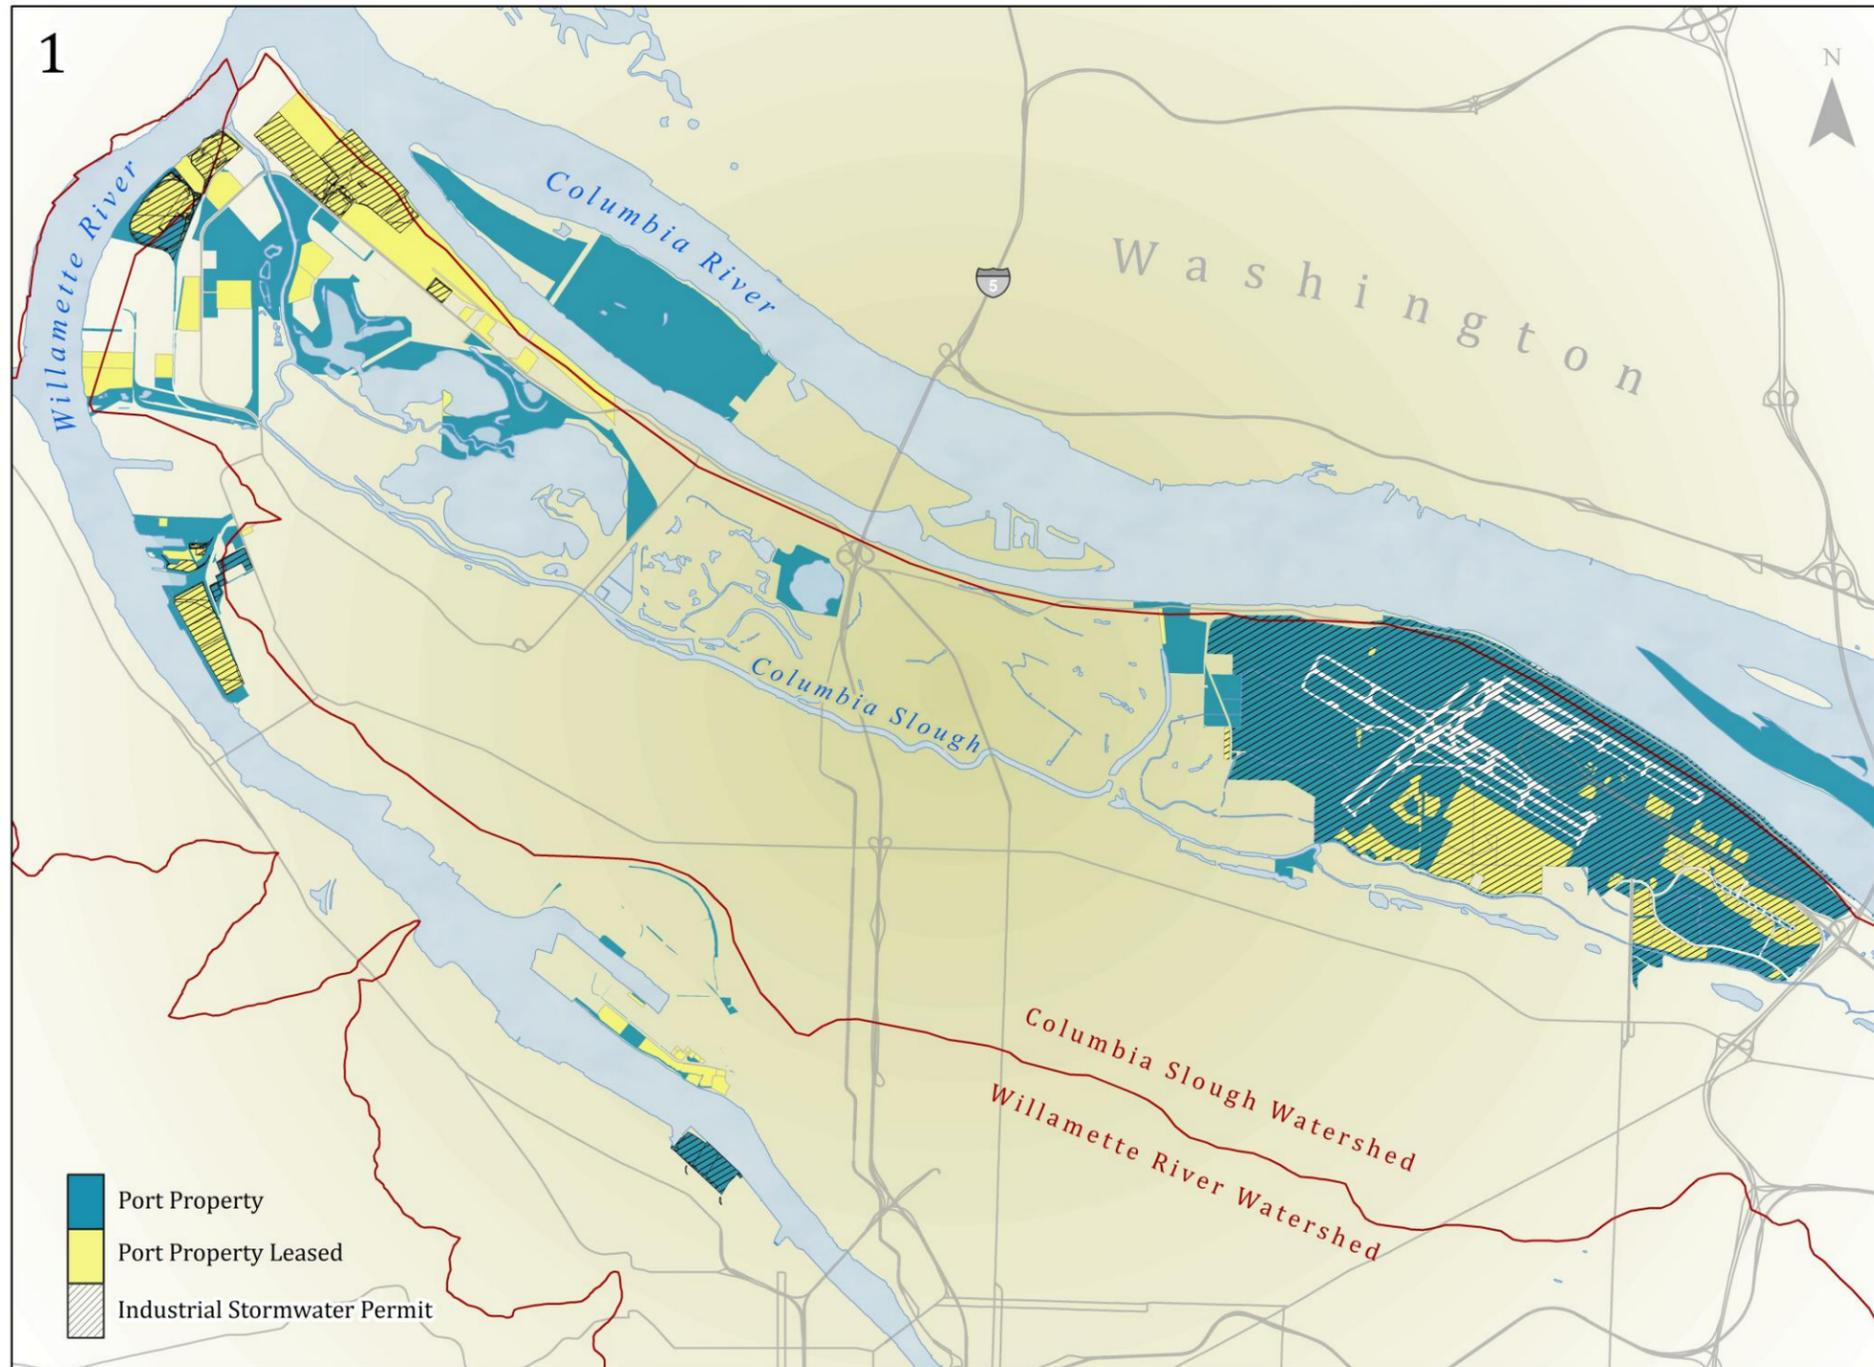 1
N
Willamette River
Columbia River
Washington
5
Columbia Slough
Columbia Slough Watershed
Willamette River Watershed
Port Property
Port Property Leased
Industrial Stormwater Permit